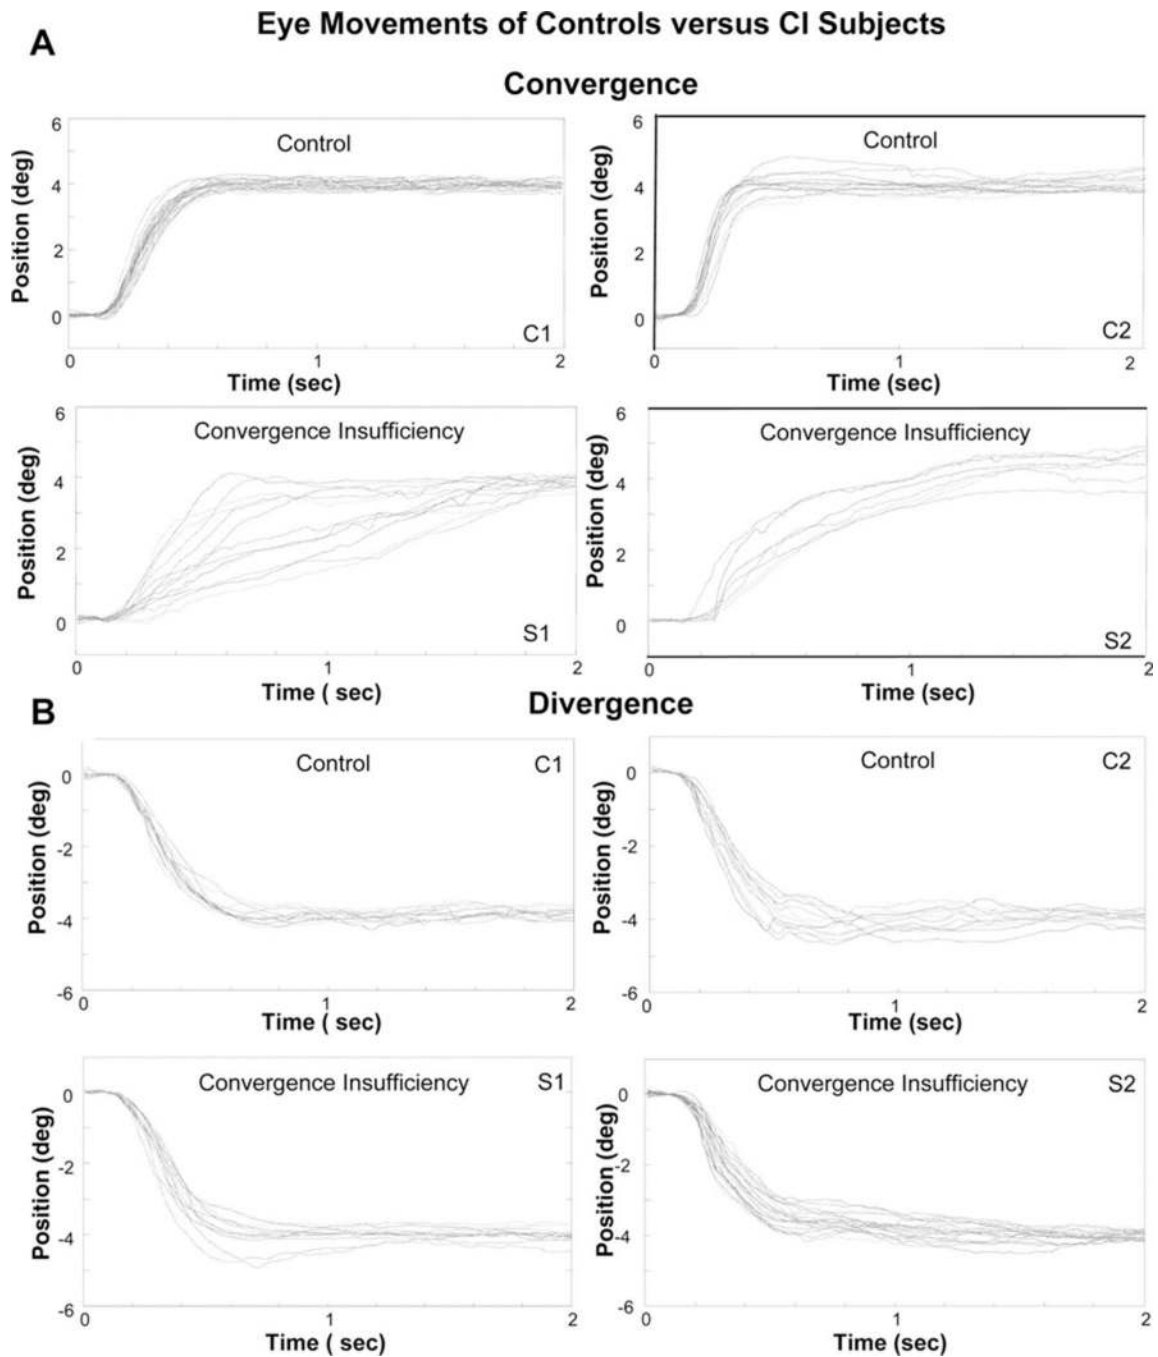 Eye Movements of Controls versus CI Subjects
A
Convergence
6
4
2
0
Position (deg)
Control
C1
0 1 2
Time (sec)
6
4
2
0
Position (deg)
Control
C2
0 1 2
Time (sec)
6
4
2
0
Position (deg)
Convergence Insufficiency
S1
0 1 2
Time ( sec)
6
4
2
0
Position (deg)
Convergence Insufficiency
S2
0 1 2
Time (sec)
B
Divergence
0
-2
-4
-6
Position (deg)
Control C1
0 1 2
Time ( sec)
0
-2
-4
-6
Position (deg)
Control C2
0 1 2
Time (sec)
0
-2
-4
-6
Position (deg)
Convergence Insufficiency S1
0 1 2
Time ( sec)
0
-2
-4
-6
Position (deg)
Convergence Insufficiency S2
0 1 2
Time (sec)